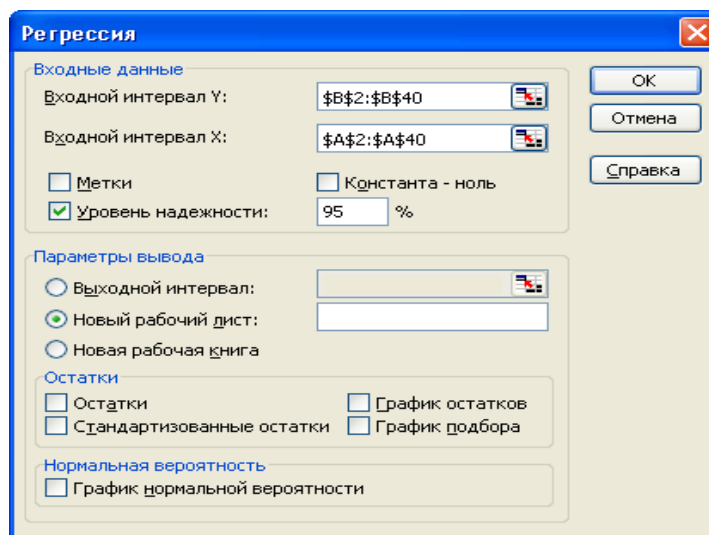 Регрессия
Входные данные
Входной интервал Y: $B$2:$B$40
Входной интервал X: $A$2:$A$40
Метки Константа - ноль
Уровень надежности: 95 %
ОК
Отмена
Справка
Параметры вывода
Выходной интервал:
Новый рабочий лист:
Новая рабочая книга
Остатки
Остатки График остатков
Стандартизованные остатки График подбора
Нормальная вероятность
График нормальной вероятности